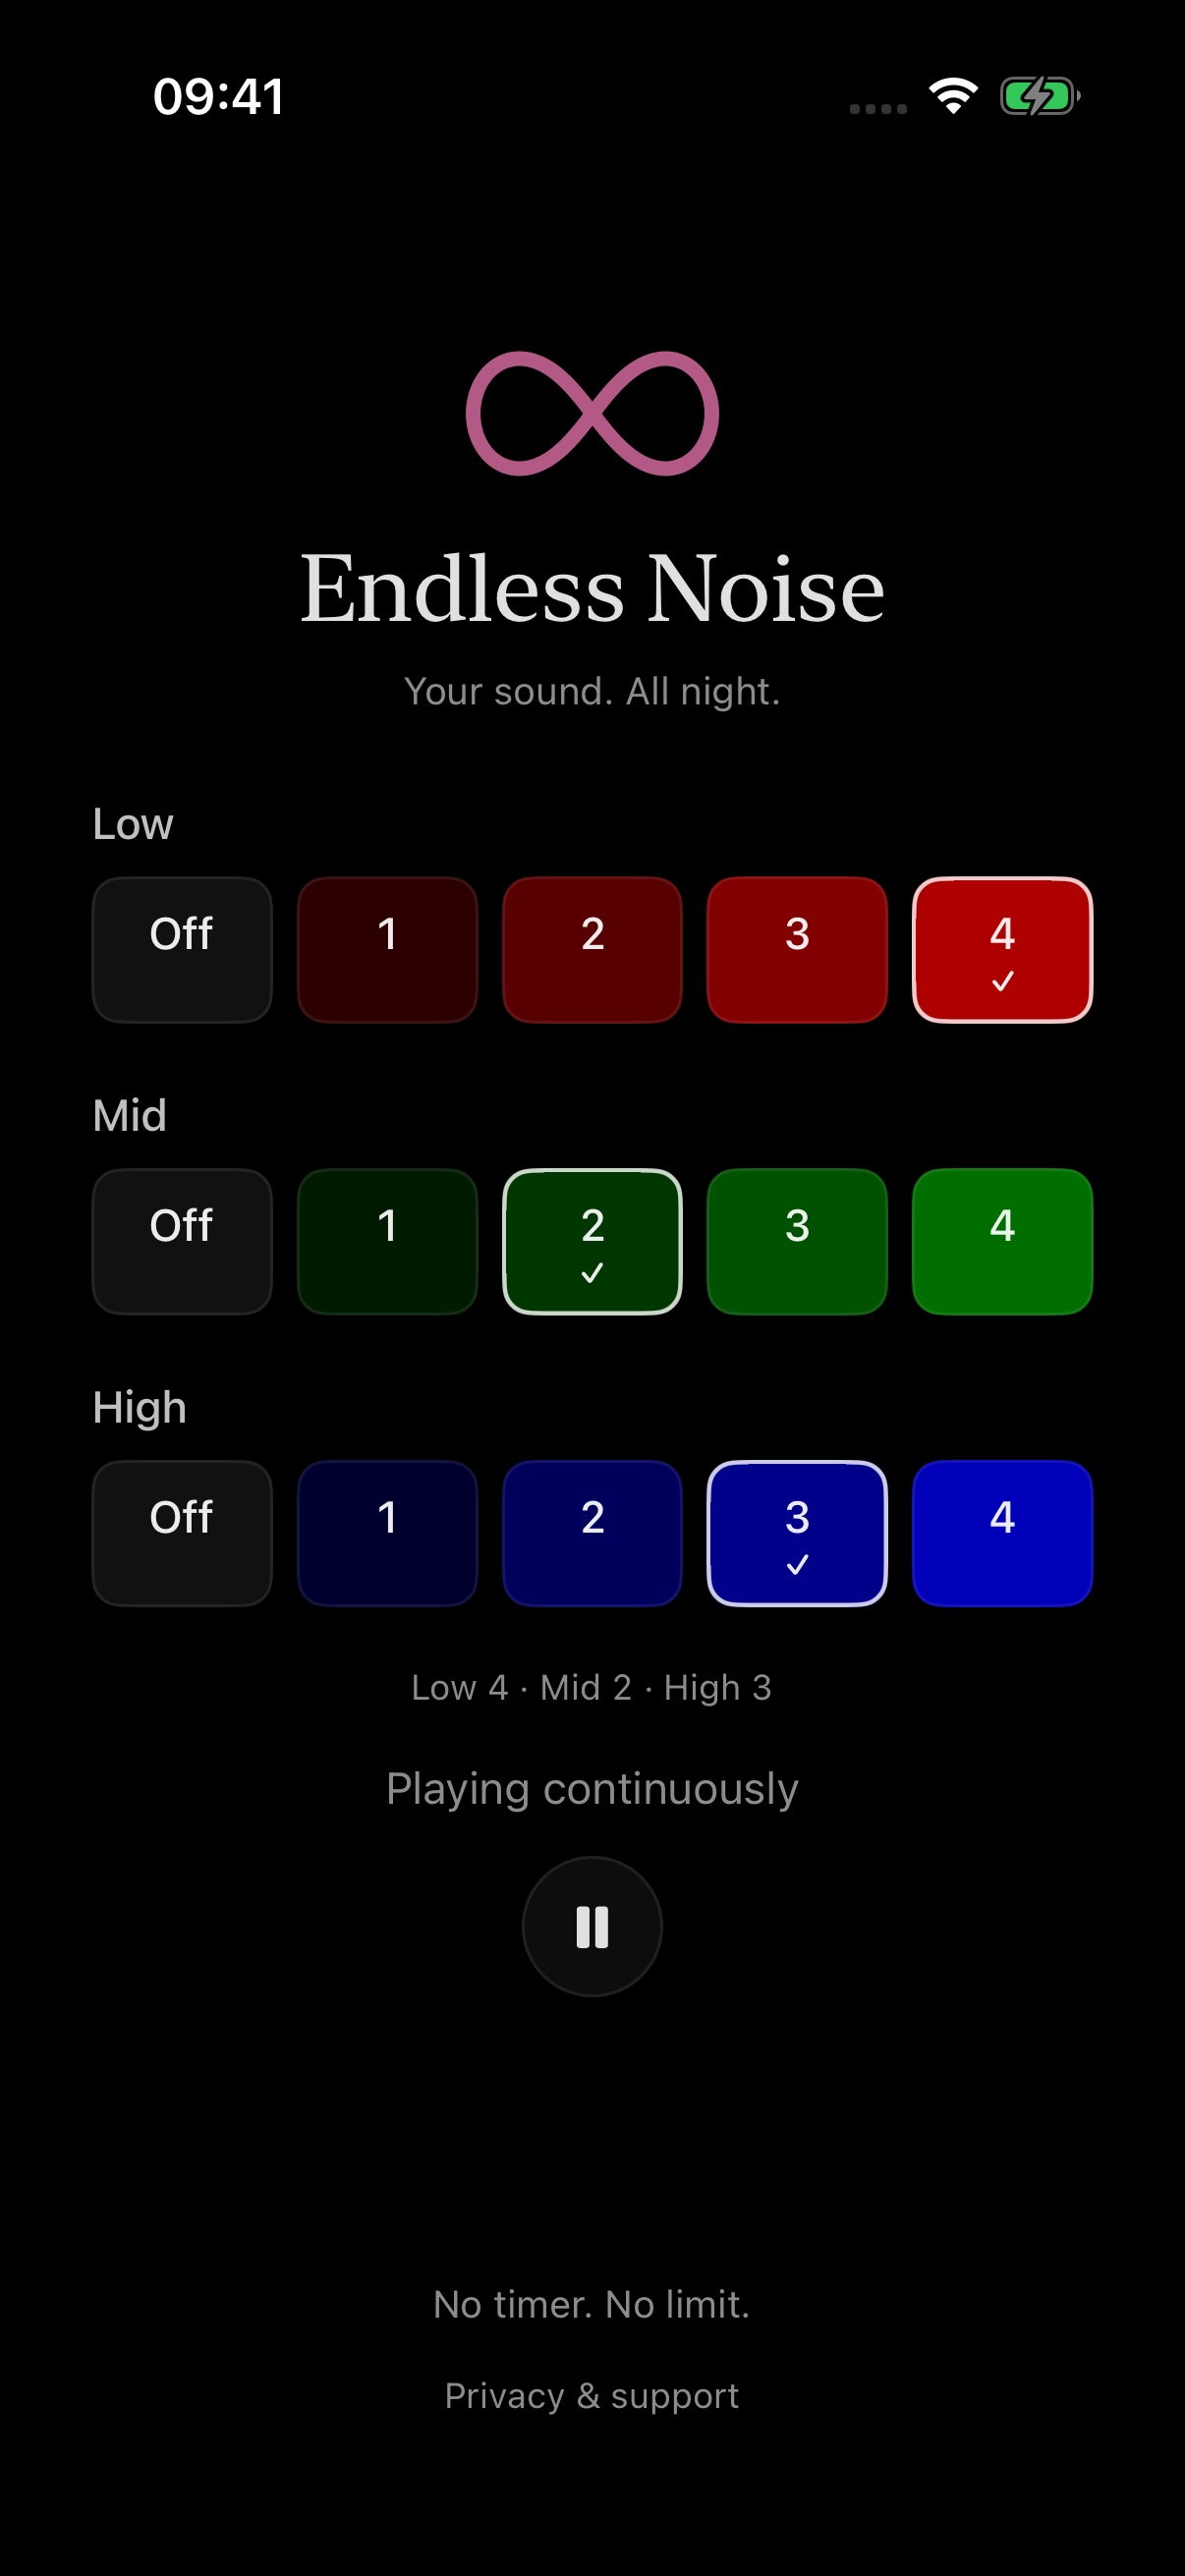 09:41
Endless Noise
Your sound. All night.
Low
Off 1 2 3 4
Mid
Off 1 2 3 4
High
Off 1 2 3 4
Low 4 · Mid 2 · High 3
Playing continuously
No timer. No limit.
Privacy & support